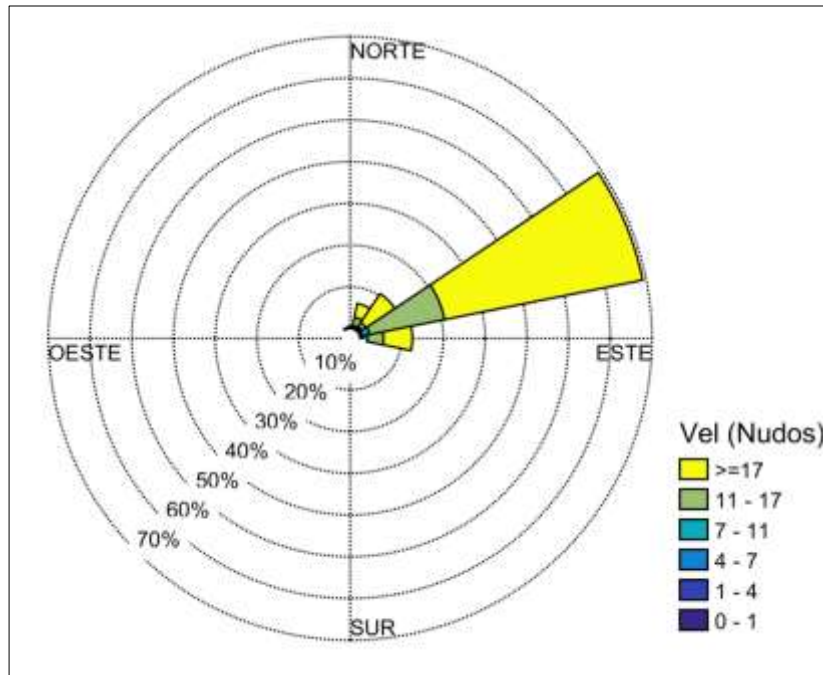 NORTE
OESTE
ESTE
10%
20%
30%
40%
50%
60%
70%
SUR
Vel (Nudos)
>=17
11 - 17
7 - 11
4 - 7
1 - 4
0 - 1